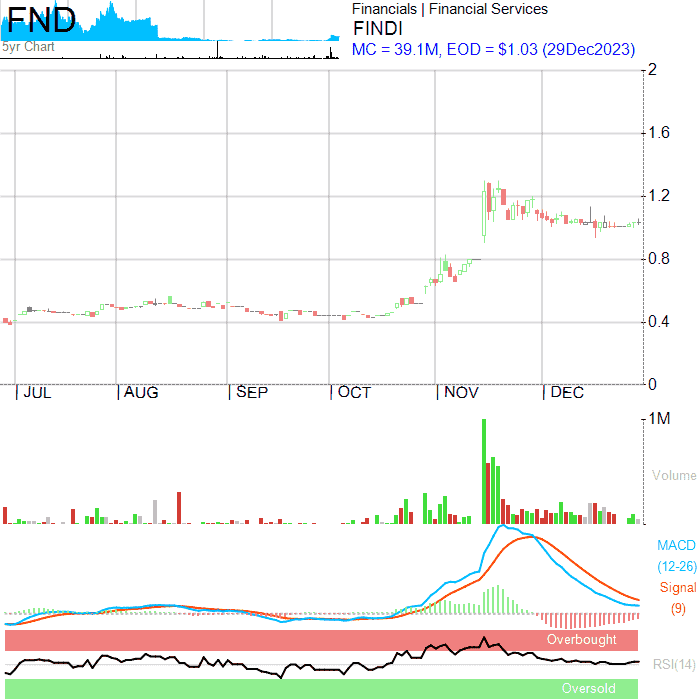 FND
5yr Chart
Financials | Financial Services
FINDI
MC = 39.1M, EOD = $1.03 (29Dec2023)
2
1.6
1.2
0.8
0.4
0
JUL AUG SEP OCT NOV DEC
1M
Volume
MACD
(12-26)
Signal
(9)
Overbought
RSI(14)
Oversold